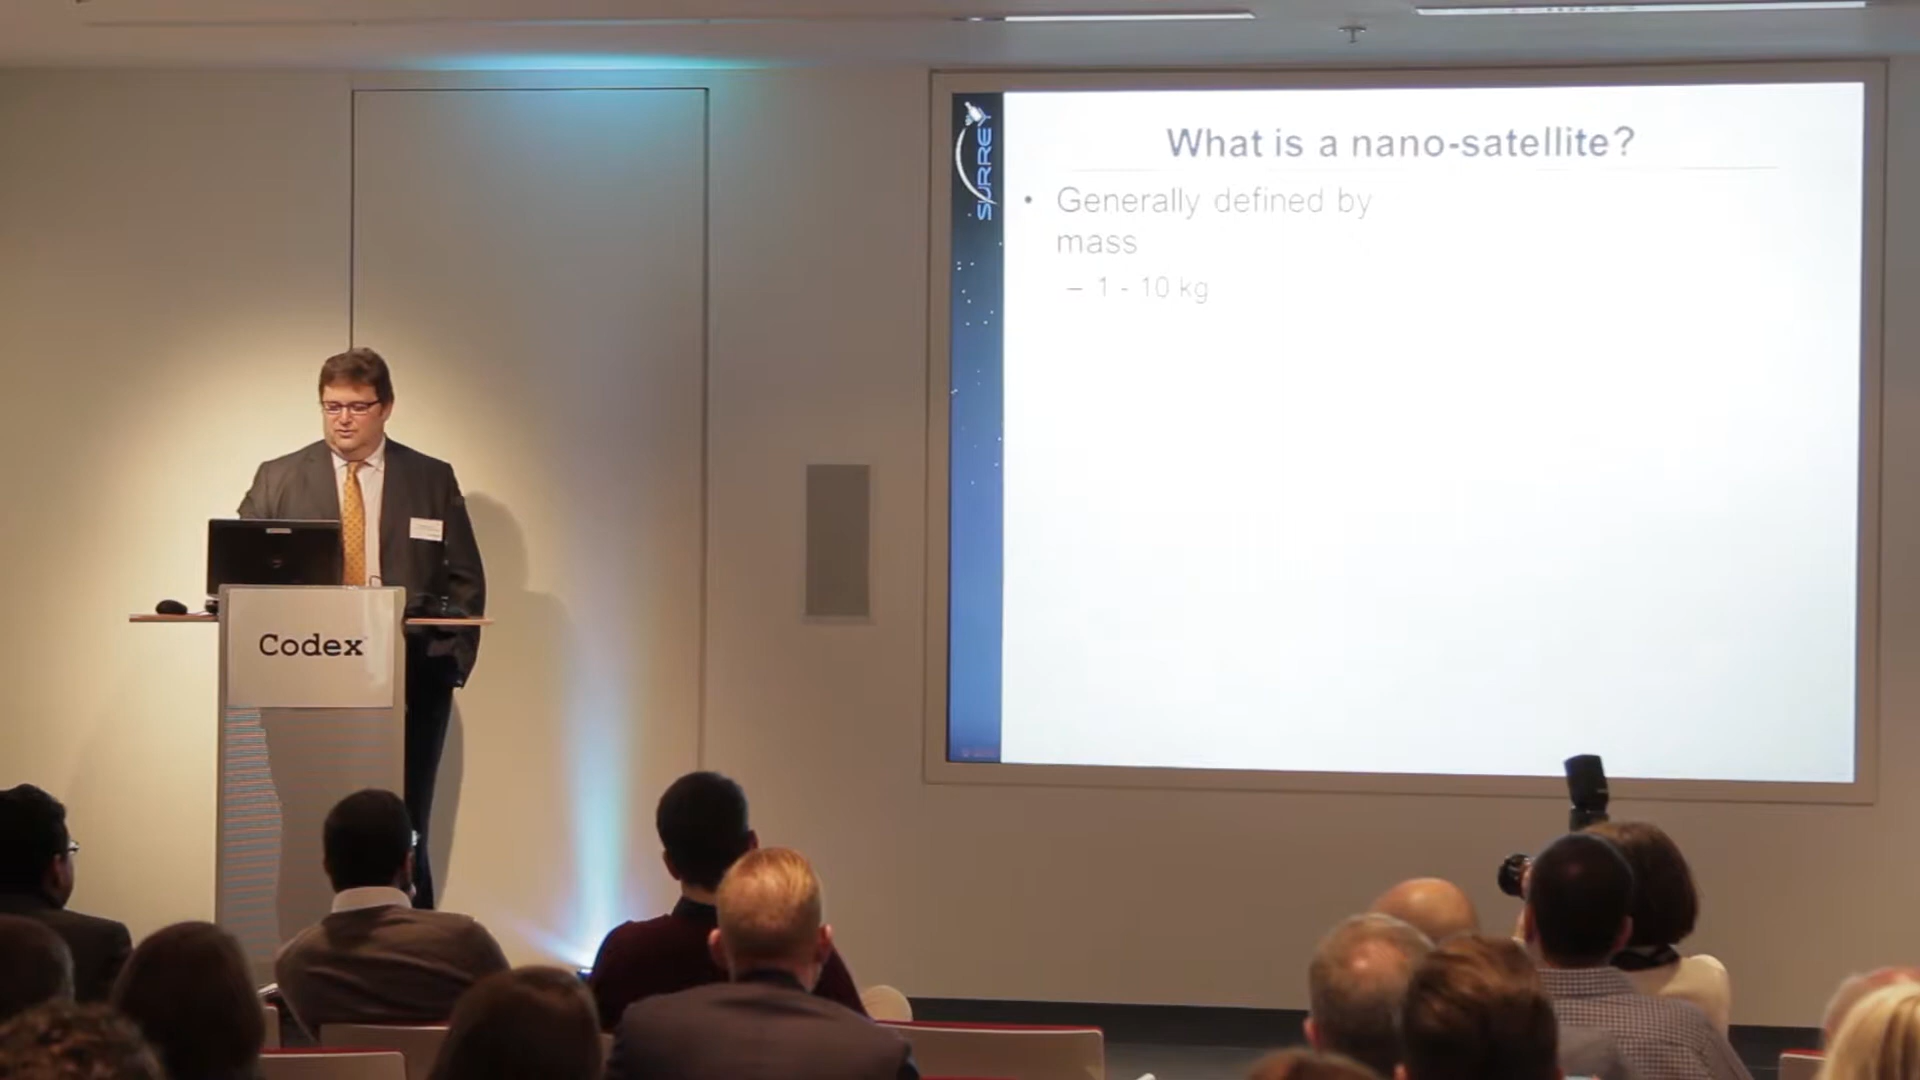 What is a nano-satellite?
SURREY
• Generally defined by
mass
– 1 - 10 kg
Codex